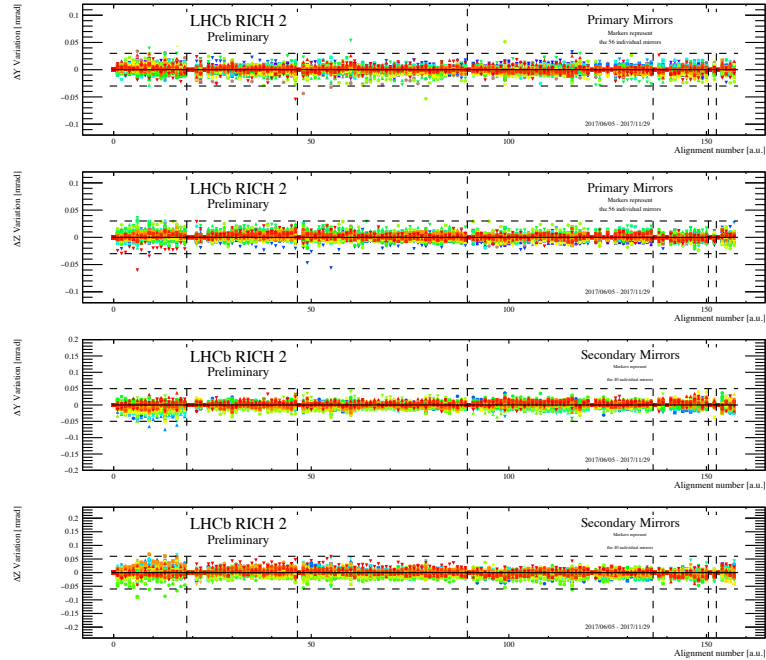 ΔY Variation [mrad]
0.1
0.05
0
−0.05
−0.1
LHCb RICH 2
Preliminary
Primary Mirrors
Markers represent
the 56 individual mirrors
2017/06/05 - 2017/11/29
0 50 100 150
Alignment number [a.u.]
ΔZ Variation [mrad]
0.1
0.05
0
−0.05
−0.1
LHCb RICH 2
Preliminary
Primary Mirrors
Markers represent
the 56 individual mirrors
2017/06/05 - 2017/11/29
0 50 100 150
Alignment number [a.u.]
ΔY Variation [mrad]
0.2
0.15
0.1
0.05
0
−0.05
−0.1
−0.15
−0.2
LHCb RICH 2
Preliminary
Secondary Mirrors
Markers represent
the 40 individual mirrors
2017/06/05 - 2017/11/29
0 50 100 150
Alignment number [a.u.]
ΔZ Variation [mrad]
0.2
0.15
0.1
0.05
0
−0.05
−0.1
−0.15
−0.2
LHCb RICH 2
Preliminary
Secondary Mirrors
Markers represent
the 40 individual mirrors
2017/06/05 - 2017/11/29
0 50 100 150
Alignment number [a.u.]